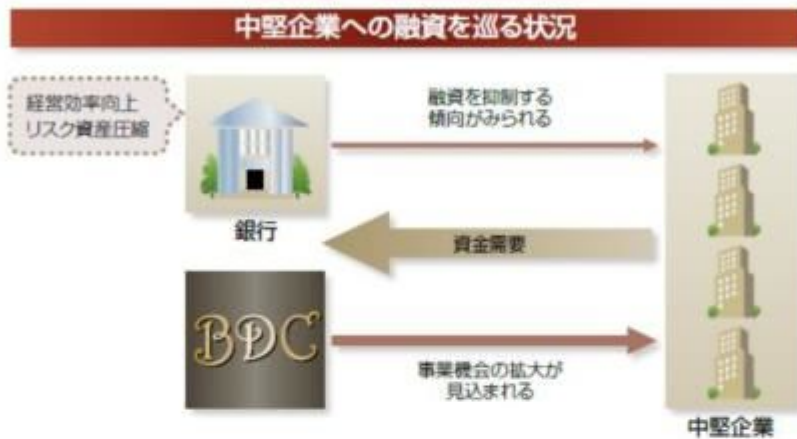 中堅企業への融資を巡る状況
経営効率向上
リスク資産圧縮
融資を抑制する
傾向がみられる
銀行
資金需要
BDC
事業機会の拡大が
見込まれる
中堅企業